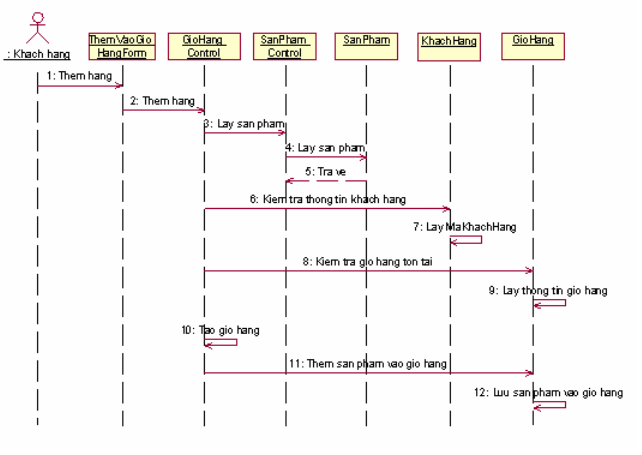 : Khach hang
ThemVaoGio
HangForm
GioHang
Control
SanPham
Control
SanPham
KhachHang
GioHang
1: Them hang
2: Them hang
3: Lay san pham
4: Lay san pham
5: Tra ve
6: Kiem tra thong tin khach hang
7: Lay MaKhachHang
8: Kiem tra gio hang ton tai
9: Lay thong tin gio hang
10: Tao gio hang
11: Them san pham vao gio hang
12: Luu san pham vao gio hang